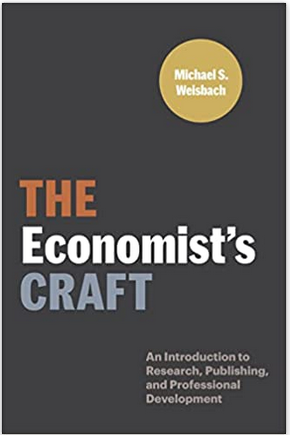 Michael S.
Weisbach
THE
Economist's
CRAFT
An Introduction to
Research, Publishing,
and Professional
Development